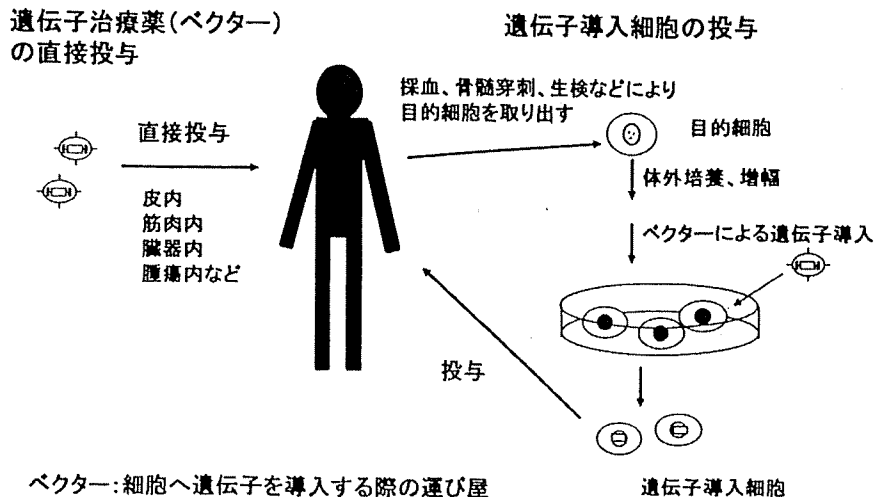 遺伝子治療薬(ベクター)
の直接投与
遺伝子導入細胞の投与
直接投与
皮内
筋肉内
臓器内
腫瘍内など
採血、骨髄穿刺、生検などにより
目的細胞を取り出す
目的細胞
体外培養、増幅
ベクターによる遺伝子導入
投与
ベクター:細胞へ遺伝子を導入する際の運び屋
遺伝子導入細胞